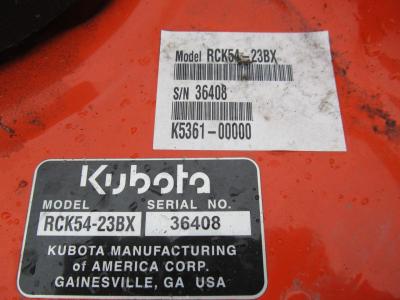 Model RCK54-23BX
S/N 36408
K5361-00000
Kubota
MODEL SERIAL NO.
RCK54-23BX 36408
KUBOTA MANUFACTURING
of AMERICA CORP.
GAINESVILLE, GA USA